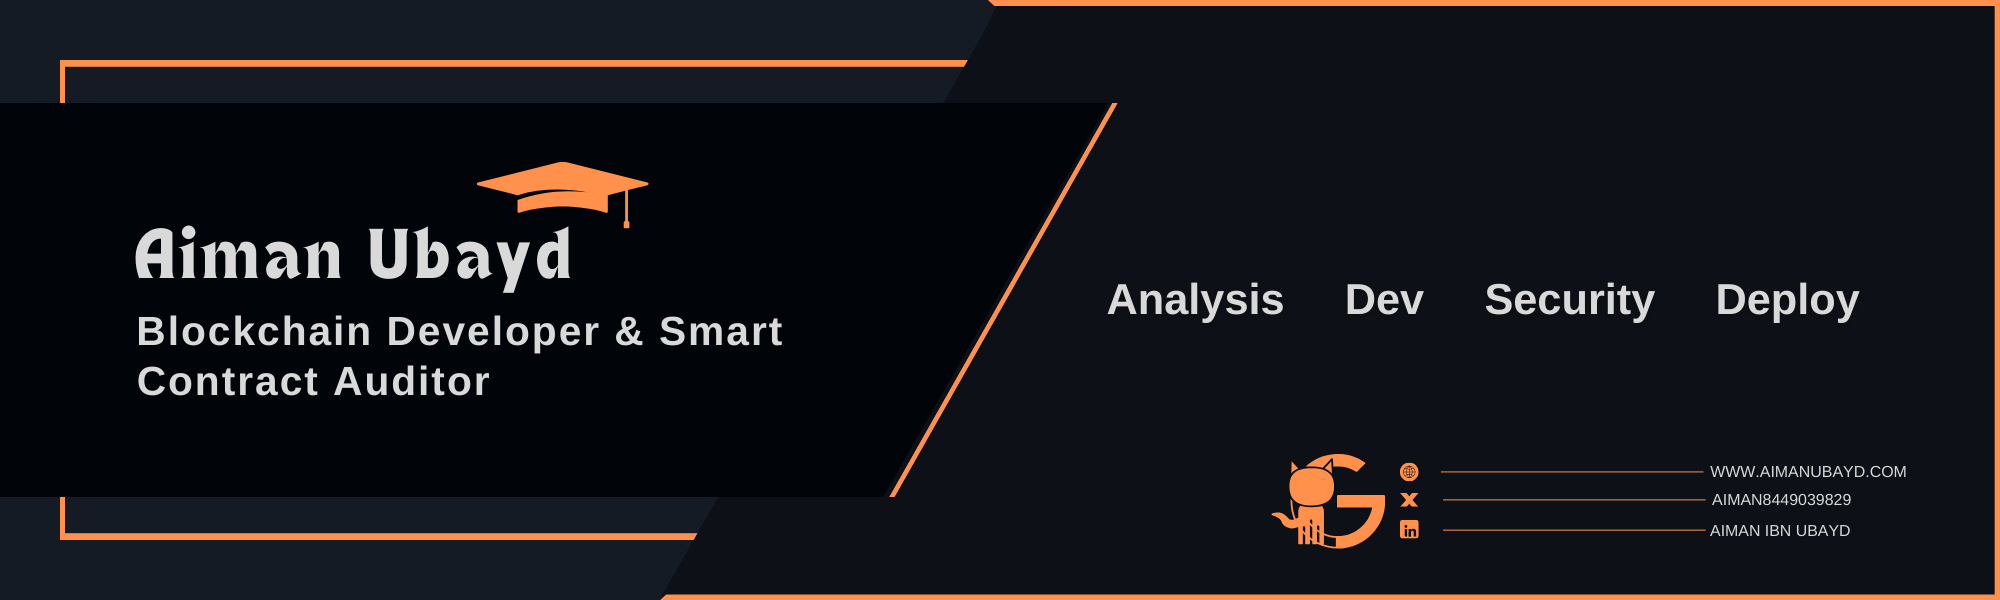 Aiman Ubayd
Blockchain Developer & Smart
Contract Auditor
Analysis Dev Security Deploy
WWW.AIMANUBAYD.COM
AIMAN8449039829
AIMAN IBN UBAYD